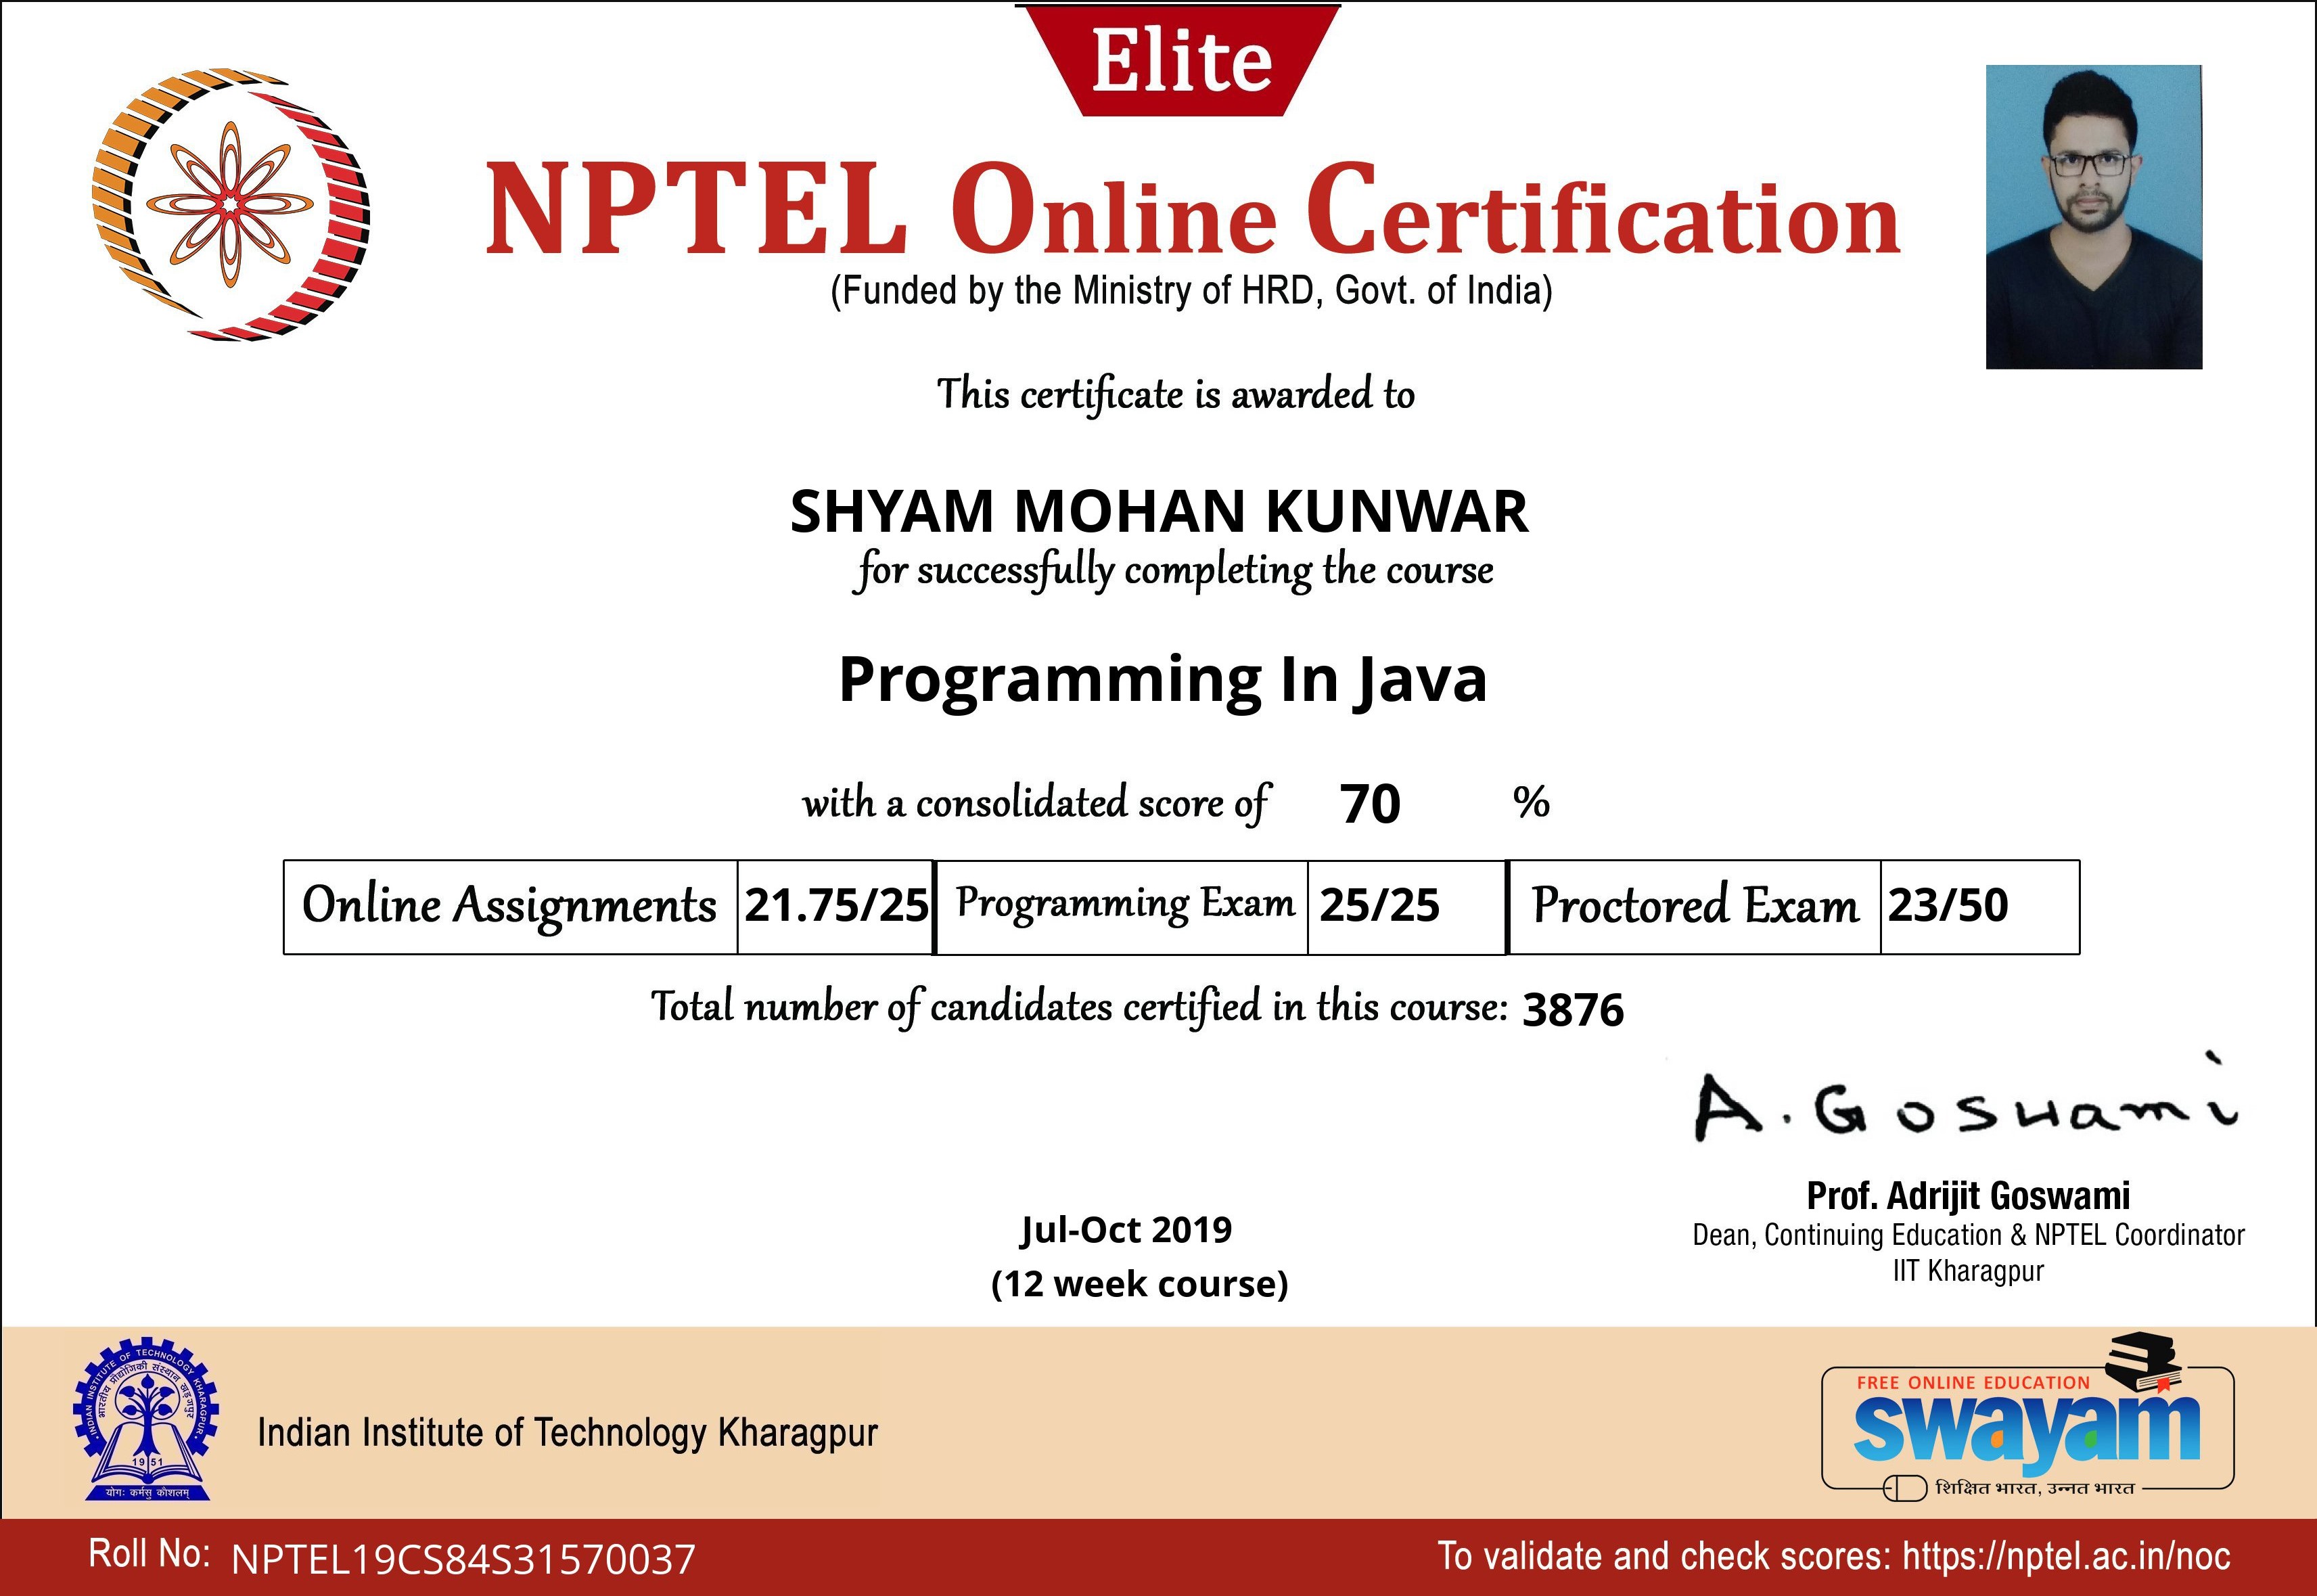 Elite
NPTEL Online Certification
(Funded by the Ministry of HRD, Govt. of India)
This certificate is awarded to
SHYAM MOHAN KUNWAR
for successfully completing the course
Programming In Java
with a consolidated score of 70 %
Online Assignments 21.75/25 Programming Exam 25/25 Proctored Exam 23/50
Total number of candidates certified in this course: 3876
A. Goswami
Prof. Adrijit Goswami
Dean, Continuing Education & NPTEL Coordinator
IIT Kharagpur
Jul-Oct 2019
(12 week course)
INDIAN INSTITUTE OF TECHNOLOGY KHARAGPUR
भारतीय प्रौद्योगिकी संस्थान खड़गपुर
1951
योगः कर्मसु कौशलम्
Indian Institute of Technology Kharagpur
FREE ONLINE EDUCATION
swayam
शिक्षित भारत, उन्नत भारत
Roll No: NPTEL19CS84S31570037
To validate and check scores: https://nptel.ac.in/noc